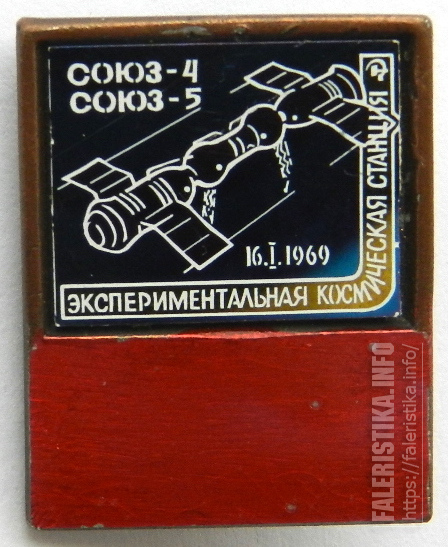 СОЮЗ-4
СОЮЗ-5
16.I.1969
ЭКСПЕРИМЕНТАЛЬНАЯ КОСМИЧЕСКАЯ СТАНЦИЯ
FALERISTIKA.INFO
https://faleristika.info/